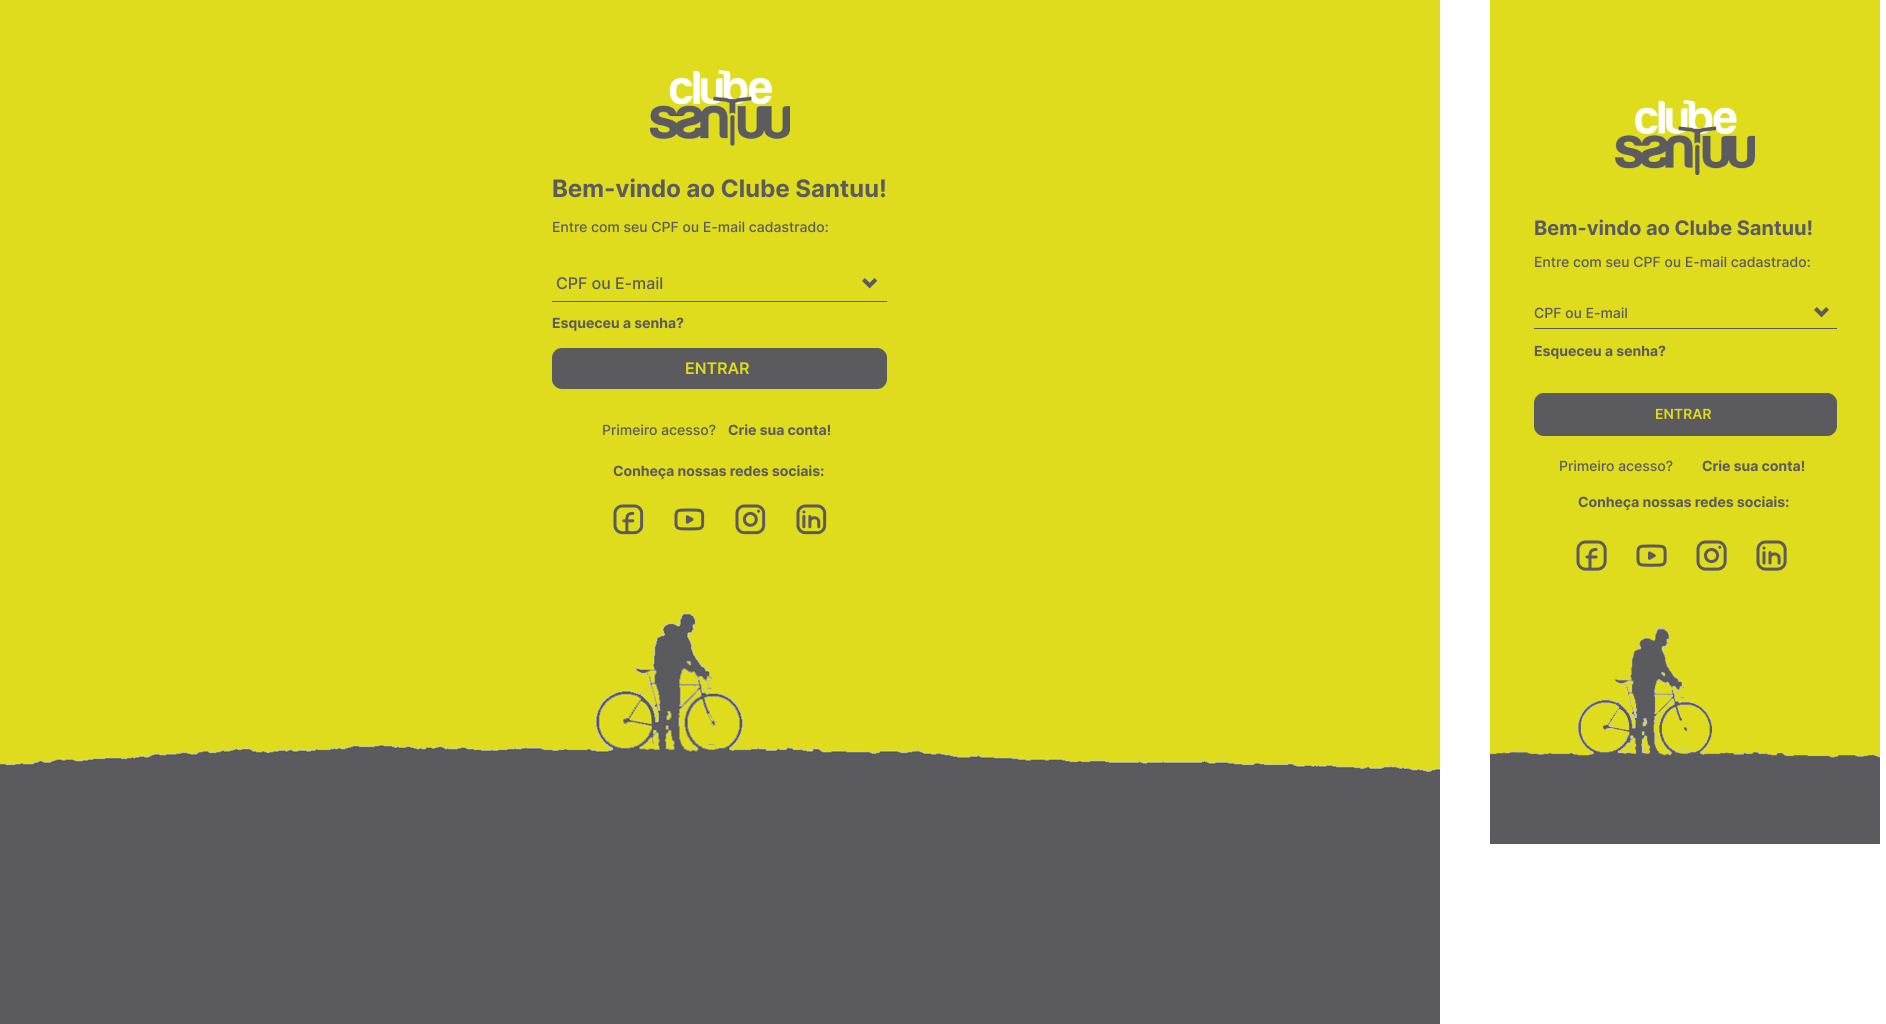 clube
santuu
Bem-vindo ao Clube Santuu!
Entre com seu CPF ou E-mail cadastrado:
CPF ou E-mail
Esqueceu a senha?
ENTRAR
Primeiro acesso? Crie sua conta!
Conheça nossas redes sociais:
in
clube
santuu
Bem-vindo ao Clube Santuu!
Entre com seu CPF ou E-mail cadastrado:
CPF ou E-mail
Esqueceu a senha?
ENTRAR
Primeiro acesso? Crie sua conta!
Conheça nossas redes sociais:
in